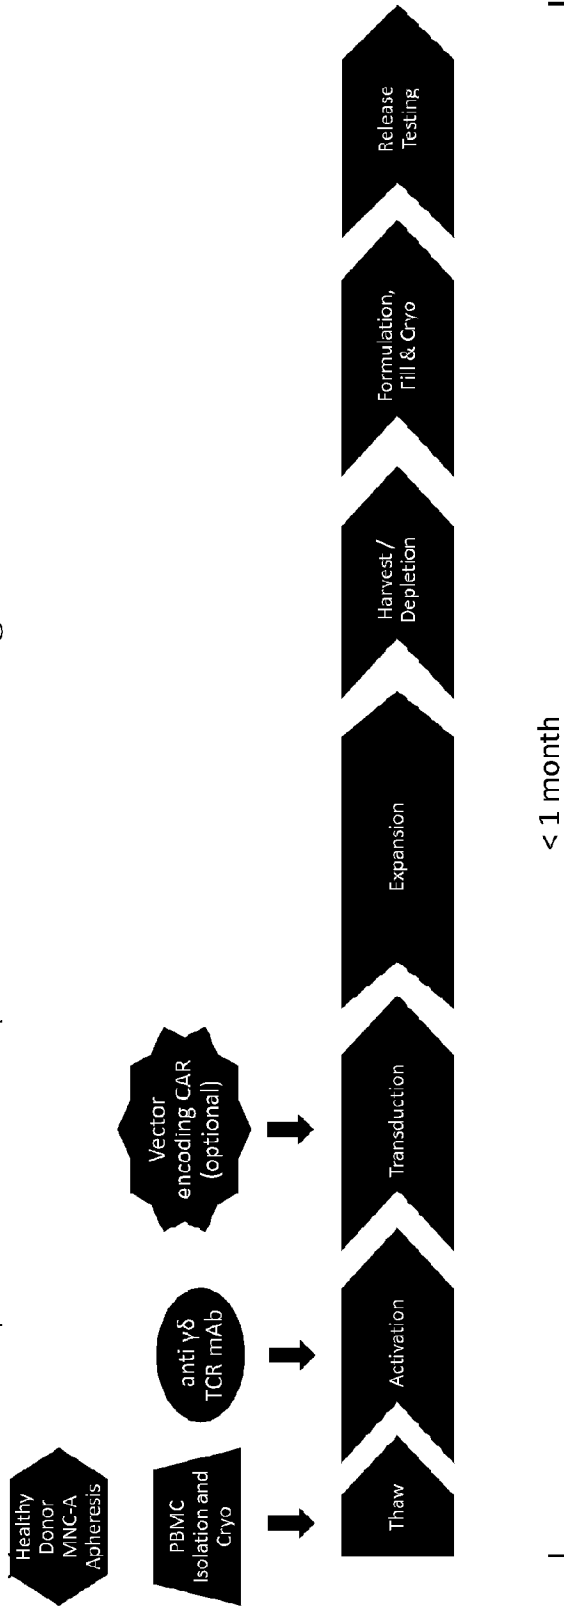 Healthy
Donor
MNC-A
Apheresis
PBMC
Isolation and
Cryo
anti γδ
TCR mAb
Vector
encoding CAR
(optional)
Thaw
Activation
Transduction
Expansion
Harvest /
Depletion
Formulation,
Fill & Cryo
Release
Testing
< 1 month